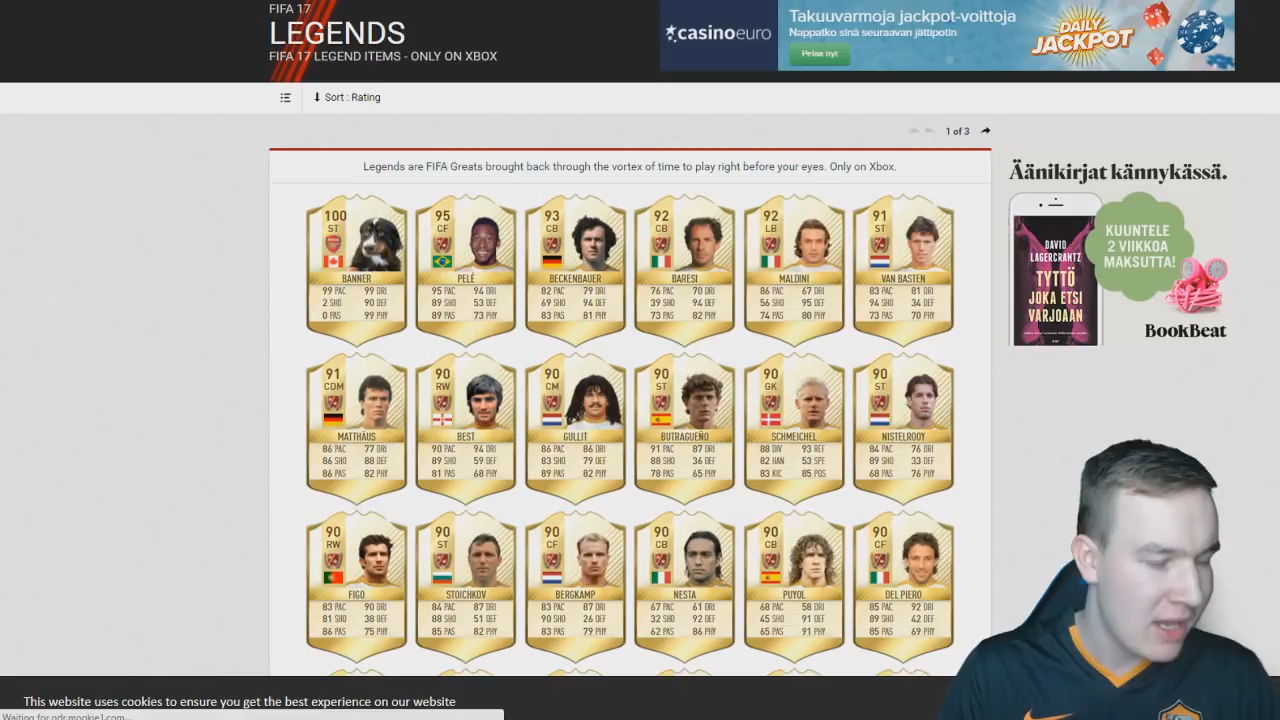 FIFA 17
LEGENDS
FIFA 17 LEGEND ITEMS - ONLY ON XBOX
casinoeuro
Takuuvarmoja jackpot-voittoja
Nappatko sinä seuraavan jättipotin
Pelaa nyt
DAILY
JACKPOT
Sort : Rating
1 of 3
Legends are FIFA Greats brought back through the vortex of time to play right before your eyes. Only on Xbox.
100
ST
BANNER
99 PAC 99 DRI
2 SHO 90 DEF
0 PAS 99 PHY
95
CF
PELÉ
95 PAC 94 DRI
89 SHO 53 DEF
89 PAS 73 PHY
93
CB
BECKENBAUER
82 PAC 79 DRI
69 SHO 94 DEF
83 PAS 81 PHY
92
CB
BARESI
76 PAC 70 DRI
39 SHO 94 DEF
73 PAS 82 PHY
92
LB
MALDINI
86 PAC 67 DRI
56 SHO 95 DEF
74 PAS 80 PHY
91
ST
VAN BASTEN
83 PAC 81 DRI
94 SHO 34 DEF
73 PAS 70 PHY
91
CDM
MATTHÄUS
86 PAC 77 DRI
86 SHO 88 DEF
86 PAS 82 PHY
90
RW
BEST
90 PAC 94 DRI
89 SHO 59 DEF
81 PAS 68 PHY
90
CM
GULLIT
86 PAC 86 DRI
83 SHO 79 DEF
89 PAS 82 PHY
90
ST
BUTRAGUEÑO
91 PAC 87 DRI
88 SHO 36 DEF
78 PAS 65 PHY
90
GK
SCHMEICHEL
88 DIV 93 REF
82 HAN 53 SPE
83 KIC 85 POS
90
ST
NISTELROOY
84 PAC 76 DRI
89 SHO 33 DEF
68 PAS 76 PHY
90
RW
FIGO
83 PAC 90 DRI
81 SHO 38 DEF
86 PAS 75 PHY
90
ST
STOICHKOV
84 PAC 87 DRI
88 SHO 51 DEF
85 PAS 82 PHY
90
CF
BERGKAMP
83 PAC 87 DRI
90 SHO 26 DEF
83 PAS 79 PHY
90
CB
NESTA
67 PAC 61 DRI
32 SHO 92 DEF
62 PAS 86 PHY
90
CB
PUYOL
68 PAC 58 DRI
45 SHO 91 DEF
65 PAS 91 PHY
90
CF
DEL PIERO
85 PAC 92 DRI
89 SHO 42 DEF
85 PAS 69 PHY
Äänikirjat kännykässä.
KUUNTELE
2 VIIKKOA
MAKSUTTA!
DAVID
LAGERCRANTZ
TYTTÖ
JOKA ETSI
VARJOAAN
BookBeat
This website uses cookies to ensure you get the best experience on our website
Waiting for odr.mookie1.com...